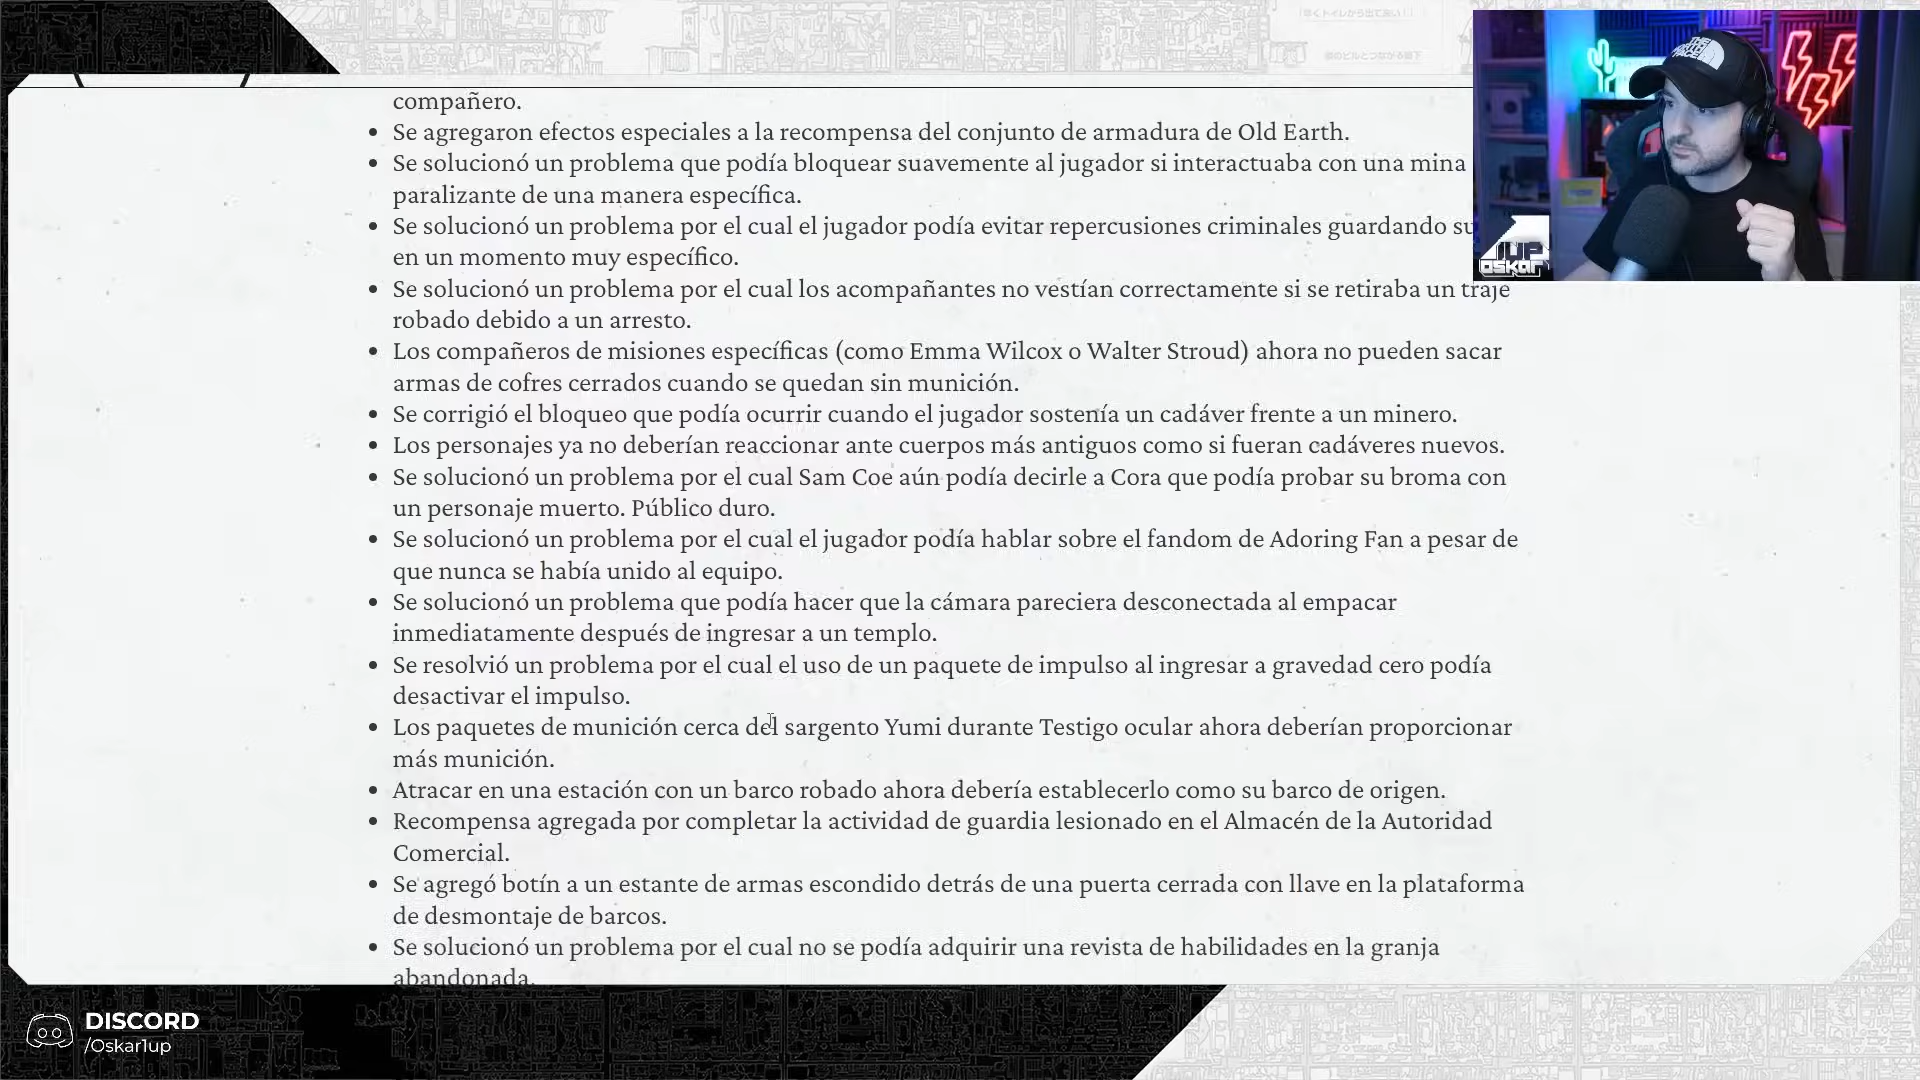 compañero.
• Se agregaron efectos especiales a la recompensa del conjunto de armadura de Old Earth.
• Se solucionó un problema que podía bloquear suavemente al jugador si interactuaba con una mina
paralizante de una manera específica.
• Se solucionó un problema por el cual el jugador podía evitar repercusiones criminales guardando su
en un momento muy específico.
• Se solucionó un problema por el cual los acompañantes no vestían correctamente si se retiraba un traje
robado debido a un arresto.
• Los compañeros de misiones específicas (como Emma Wilcox o Walter Stroud) ahora no pueden sacar
armas de cofres cerrados cuando se quedan sin munición.
• Se corrigió el bloqueo que podía ocurrir cuando el jugador sostenía un cadáver frente a un minero.
• Los personajes ya no deberían reaccionar ante cuerpos más antiguos como si fueran cadáveres nuevos.
• Se solucionó un problema por el cual Sam Coe aún podía decirle a Cora que podía probar su broma con
un personaje muerto. Público duro.
• Se solucionó un problema por el cual el jugador podía hablar sobre el fandom de Adoring Fan a pesar de
que nunca se había unido al equipo.
• Se solucionó un problema que podía hacer que la cámara pareciera desconectada al empacar
inmediatamente después de ingresar a un templo.
• Se resolvió un problema por el cual el uso de un paquete de impulso al ingresar a gravedad cero podía
desactivar el impulso.
• Los paquetes de munición cerca del sargento Yumi durante Testigo ocular ahora deberían proporcionar
más munición.
• Atracar en una estación con un barco robado ahora debería establecerlo como su barco de origen.
• Recompensa agregada por completar la actividad de guardia lesionado en el Almacén de la Autoridad
Comercial.
• Se agregó botín a un estante de armas escondido detrás de una puerta cerrada con llave en la plataforma
de desmontaje de barcos.
• Se solucionó un problema por el cual no se podía adquirir una revista de habilidades en la granja
abandonada.
THE
NORTH
FACE
1UP
oskar
DISCORD
/Oskar1up